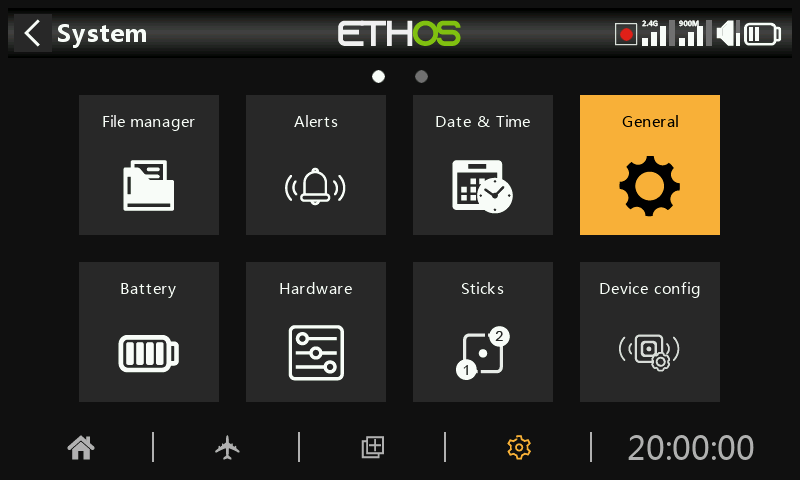 System
ETHOS
2.4G
900M
File manager
Alerts
Date & Time
General
Battery
Hardware
Sticks
Device config
2
1
20:00:00